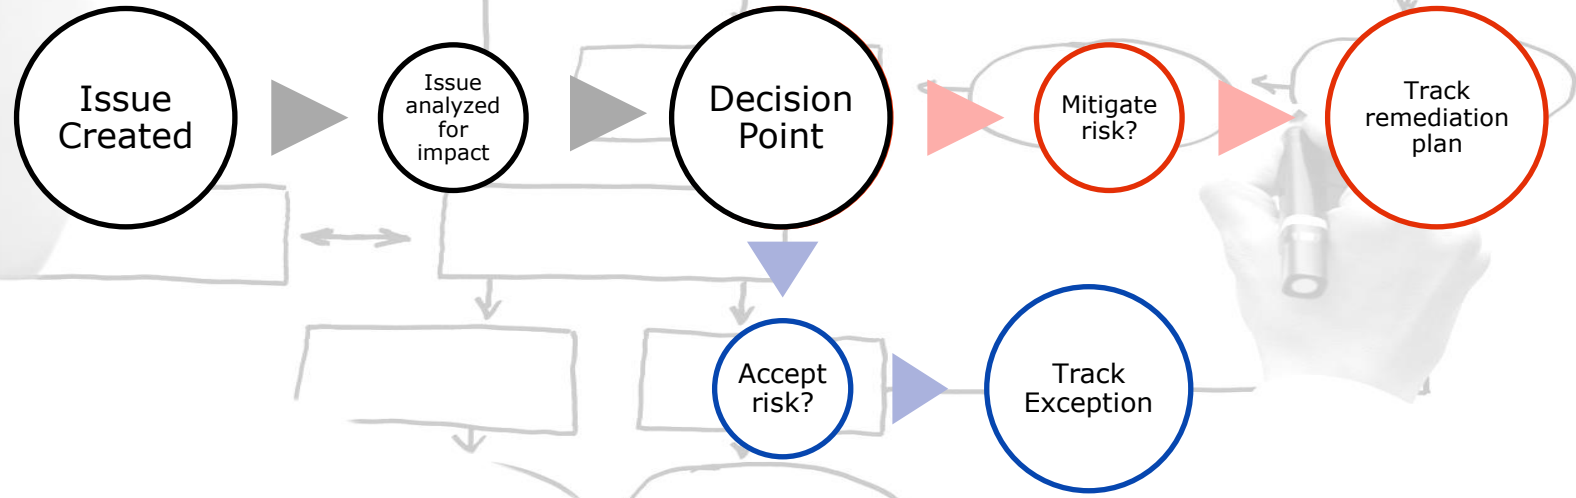 Issue
Created
Issue
analyzed
for
impact
Decision
Point
Mitigate
risk?
Track
remediation
plan
Accept
risk?
Track
Exception